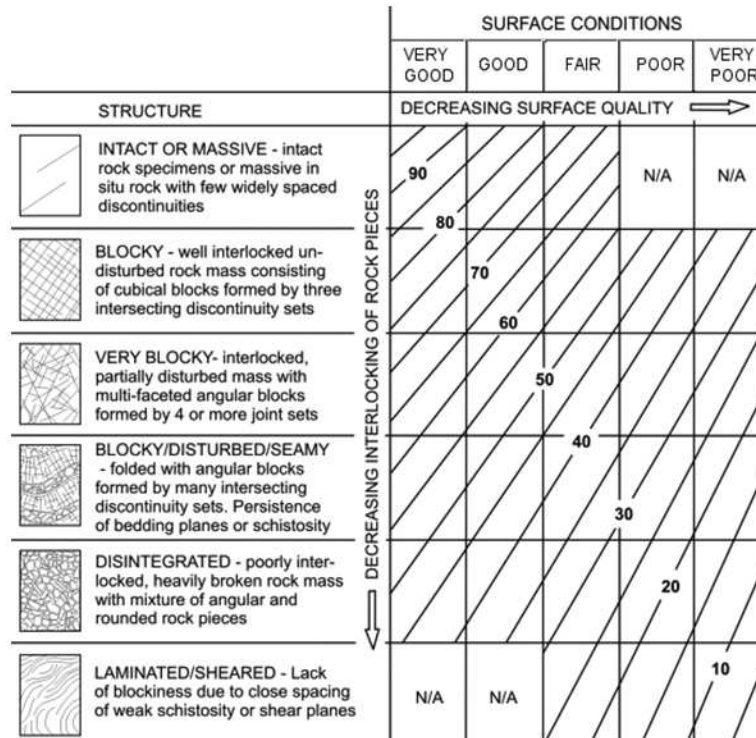 SURFACE CONDITIONS
VERY GOOD
GOOD
FAIR
POOR
VERY POOR
STRUCTURE
DECREASING SURFACE QUALITY
DECREASING INTERLOCKING OF ROCK PIECES
INTACT OR MASSIVE - intact
rock specimens or massive in
situ rock with few widely spaced
discontinuities
90
N/A
N/A
80
BLOCKY - well interlocked un-
disturbed rock mass consisting
of cubical blocks formed by three
intersecting discontinuity sets
70
60
VERY BLOCKY- interlocked,
partially disturbed mass with
multi-faceted angular blocks
formed by 4 or more joint sets
50
BLOCKY/DISTURBED/SEAMY
- folded with angular blocks
formed by many intersecting
discontinuity sets. Persistence
of bedding planes or schistosity
40
30
DISINTEGRATED - poorly inter-
locked, heavily broken rock mass
with mixture of angular and
rounded rock pieces
20
LAMINATED/SHEARED - Lack
of blockiness due to close spacing
of weak schistosity or shear planes
N/A
N/A
10